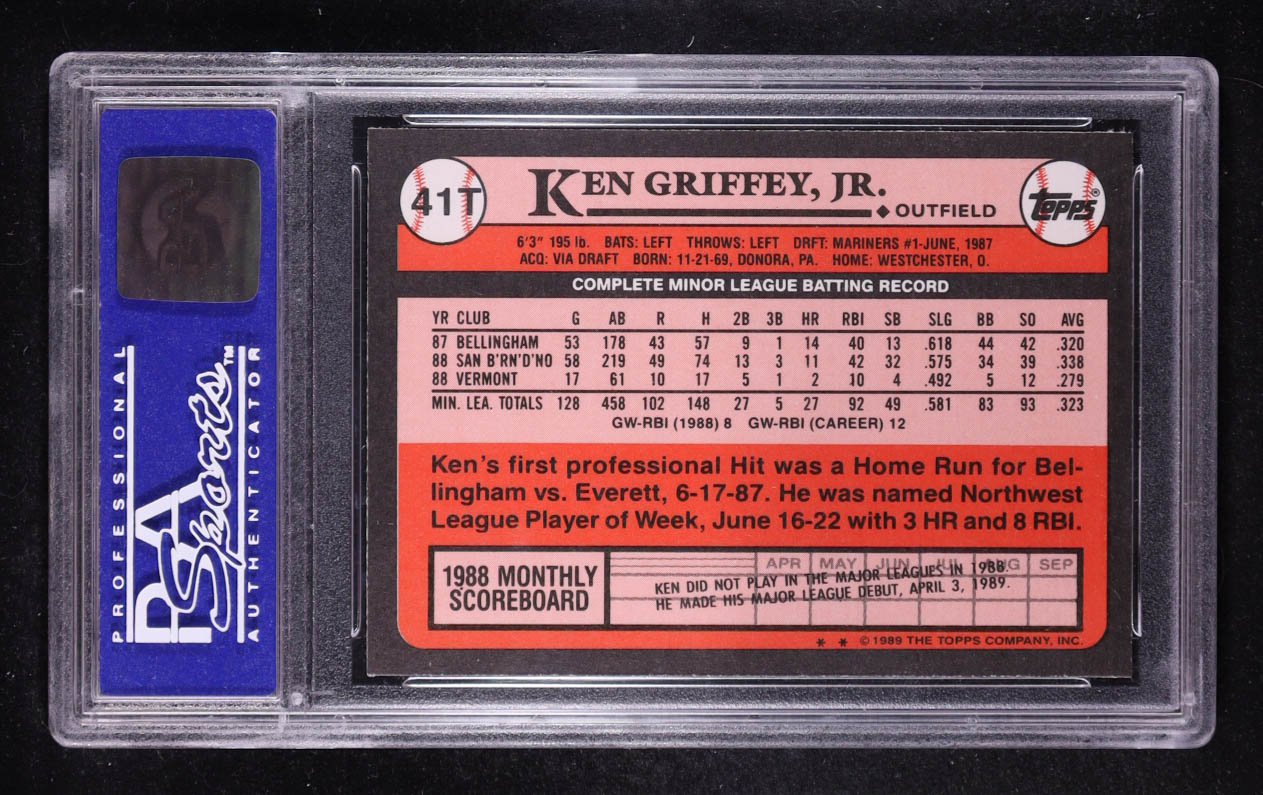 PROFESSIONAL
PSA
Sports™
AUTHENTICATOR
41T
KEN GRIFFEY, JR.
◆ OUTFIELD
topps®
6'3" 195 lb. BATS: LEFT THROWS: LEFT DRFT: MARINERS #1-JUNE, 1987
ACQ: VIA DRAFT BORN: 11-21-69, DONORA, PA. HOME: WESTCHESTER, O.
COMPLETE MINOR LEAGUE BATTING RECORD
YR CLUB G AB R H 2B 3B HR RBI SB SLG BB SO AVG
87 BELLINGHAM 53 178 43 57 9 1 14 40 13 .618 44 42 .320
88 SAN B'RN'D'NO 58 219 49 74 13 3 11 42 32 .575 34 39 .338
88 VERMONT 17 61 10 17 5 1 2 10 4 .492 5 12 .279
MIN. LEA. TOTALS 128 458 102 148 27 5 27 92 49 .581 83 93 .323
GW-RBI (1988) 8 GW-RBI (CAREER) 12
Ken's first professional Hit was a Home Run for Bel-
lingham vs. Everett, 6-17-87. He was named Northwest
League Player of Week, June 16-22 with 3 HR and 8 RBI.
1988 MONTHLY
SCOREBOARD
APR MAY JUN JUL AUG SEP
KEN DID NOT PLAY IN THE MAJOR LEAGUES IN 1988.
HE MADE HIS MAJOR LEAGUE DEBUT, APRIL 3, 1989.
* * © 1989 THE TOPPS COMPANY, INC.